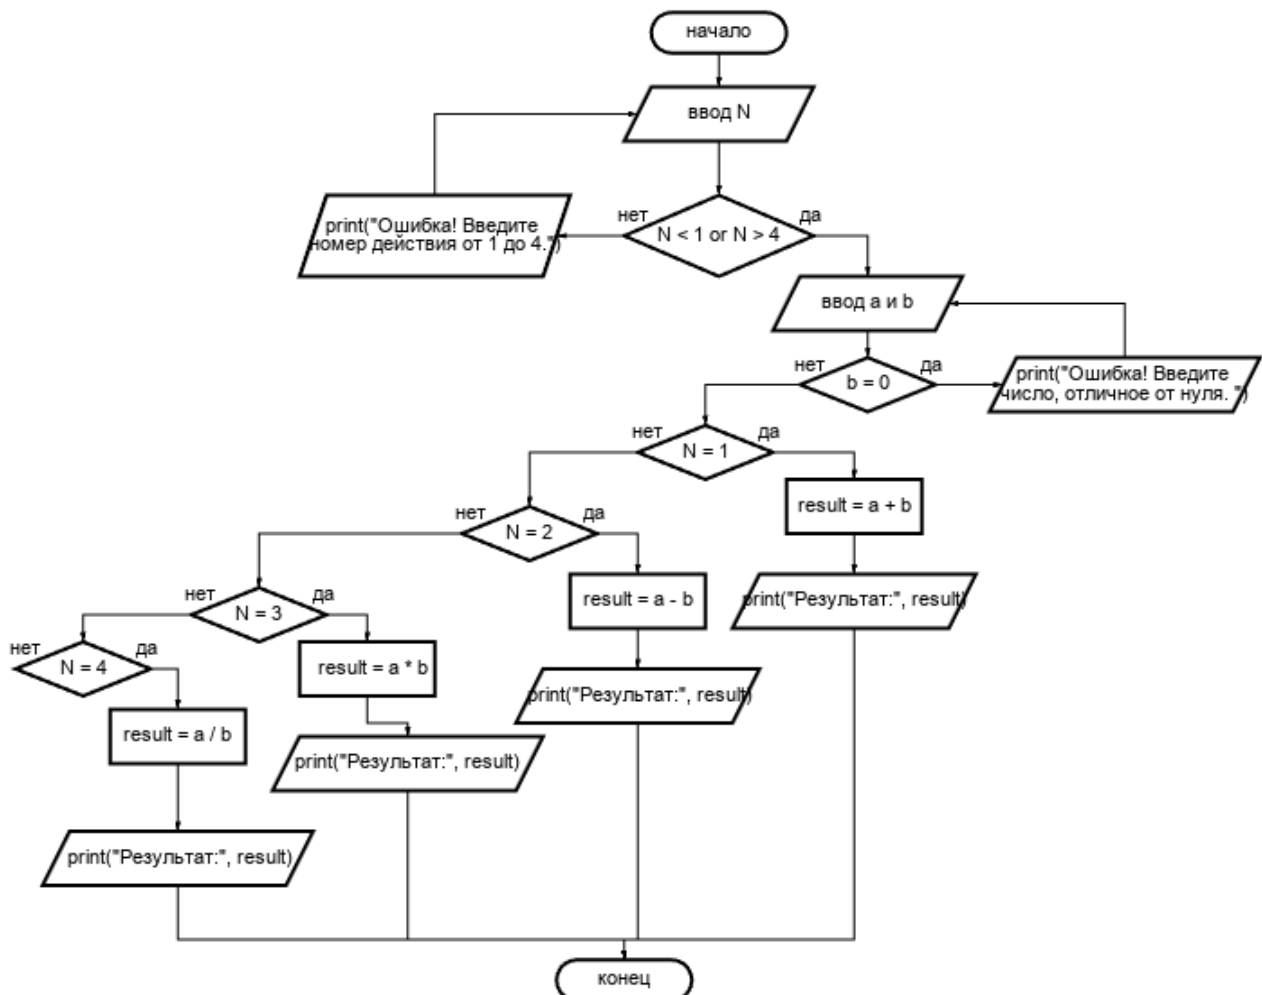 начало
ввод N
нет
N < 1 or N > 4
да
print("Ошибка! Введите
номер действия от 1 до 4.")
ввод a и b
нет
b = 0
да
print("Ошибка! Введите
число, отличное от нуля. ")
нет
N = 1
да
result = a + b
print("Результат:", result)
нет
N = 2
да
result = a - b
print("Результат:", result)
нет
N = 3
да
result = a * b
print("Результат:", result)
нет
N = 4
да
result = a / b
print("Результат:", result)
конец